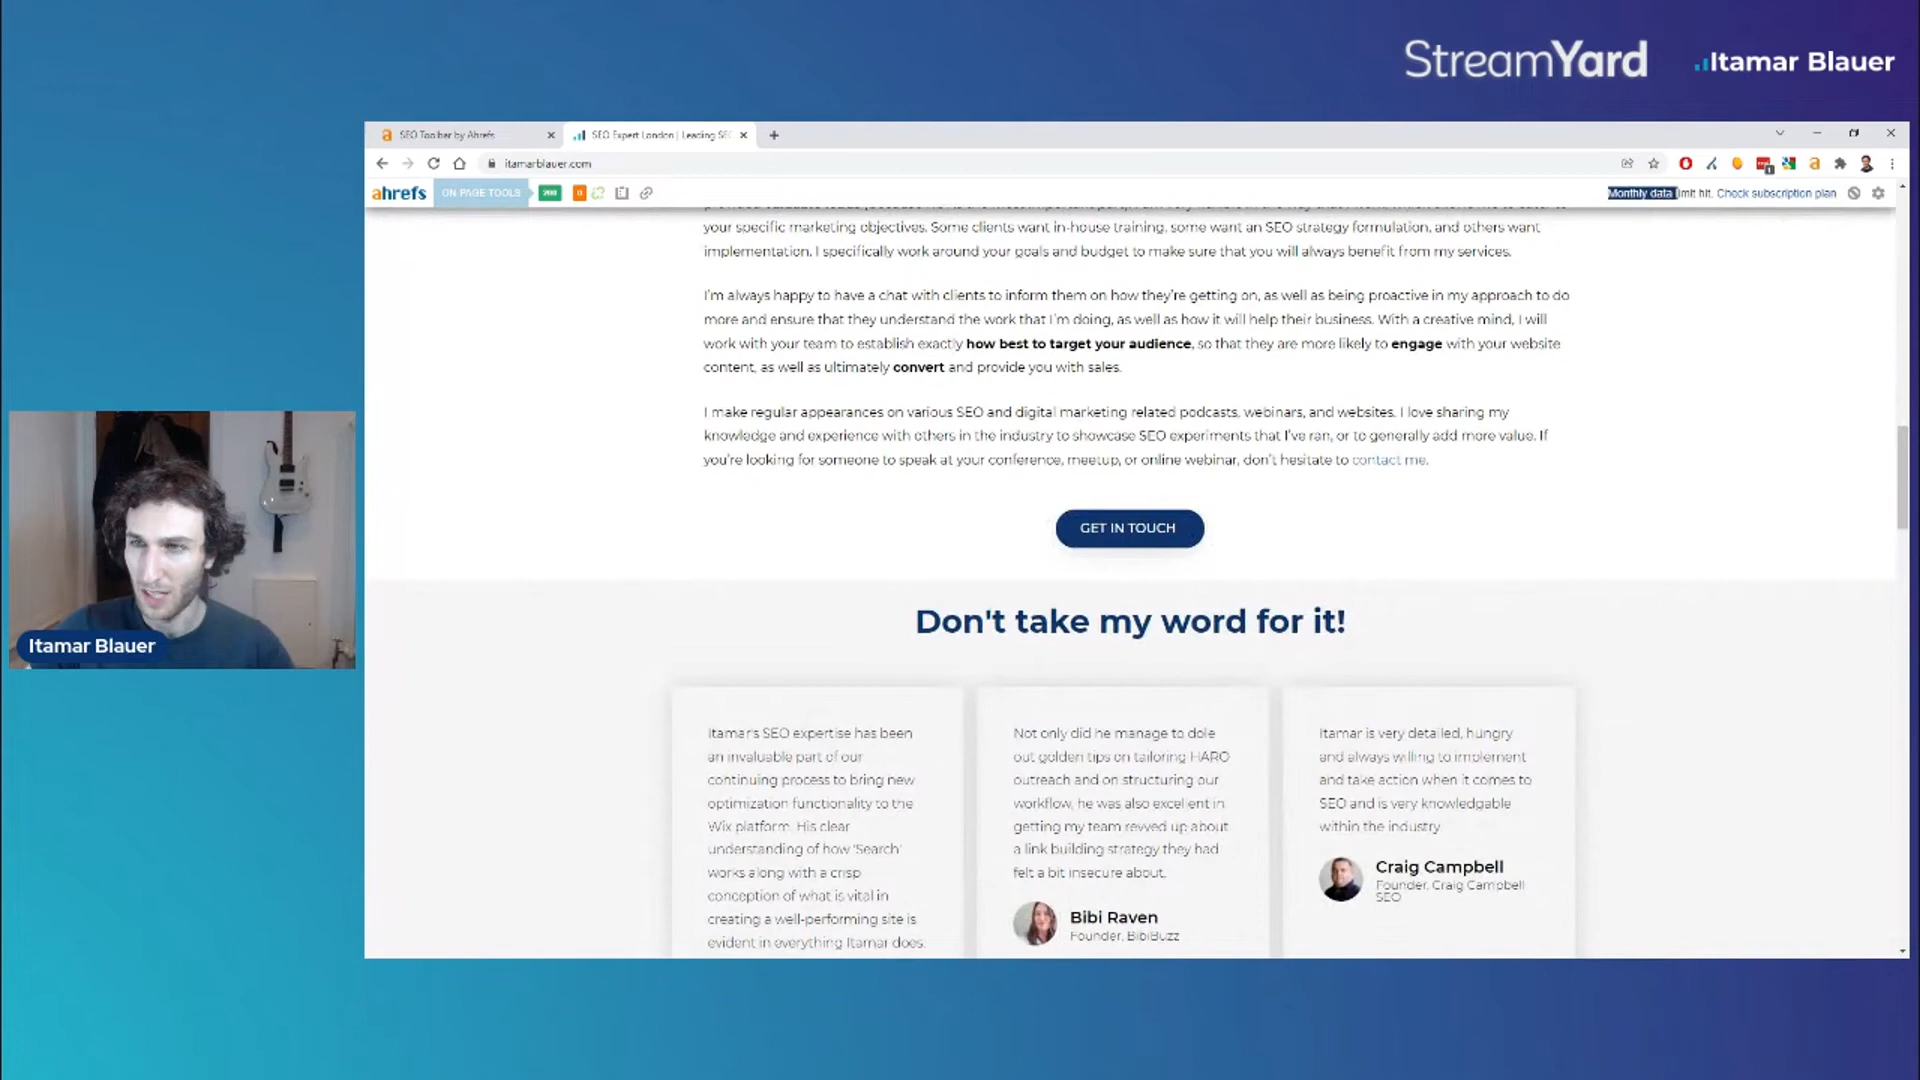 StreamYard
Itamar Blauer
SEO Toolbar by Ahrefs
SEO Expert London | Leading SEO
itamarblauer.com
ahrefs
ON PAGE TOOLS
200
0
Monthly data limit hit. Check subscription plan
your specific marketing objectives. Some clients want in-house training, some want an SEO strategy formulation, and others want
implementation. I specifically work around your goals and budget to make sure that you will always benefit from my services.
I'm always happy to have a chat with clients to inform them on how they're getting on, as well as being proactive in my approach to do
more and ensure that they understand the work that I'm doing, as well as how it will help their business. With a creative mind, I will
work with your team to establish exactly how best to target your audience, so that they are more likely to engage with your website
content, as well as ultimately convert and provide you with sales.
I make regular appearances on various SEO and digital marketing related podcasts, webinars, and websites. I love sharing my
knowledge and experience with others in the industry to showcase SEO experiments that I've ran, or to generally add more value. If
you're looking for someone to speak at your conference, meetup, or online webinar, don't hesitate to contact me.
GET IN TOUCH
Don't take my word for it!
Itamar's SEO expertise has been
an invaluable part of our
continuing process to bring new
optimization functionality to the
Wix platform. His clear
understanding of how 'Search'
works along with a crisp
conception of what is vital in
creating a well-performing site is
evident in everything Itamar does.
Not only did he manage to dole
out golden tips on tailoring HARO
outreach and on structuring our
workflow, he was also excellent in
getting my team revved up about
a link building strategy they had
felt a bit insecure about.
Bibi Raven
Founder, BibiBuzz
Itamar is very detailed, hungry
and always willing to implement
and take action when it comes to
SEO and is very knowledgable
within the industry
Craig Campbell
Founder, Craig Campbell
SEO
Itamar Blauer